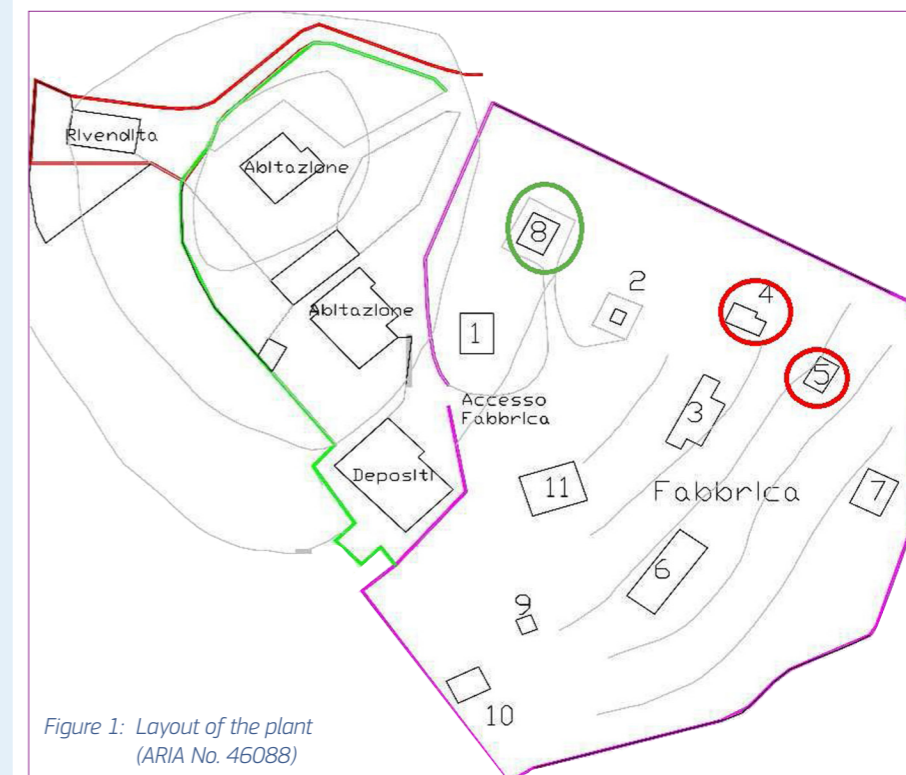 Rivendita
Abitazione
8
2
4
Abitazione
1
5
Accesso
Fabbrica
3
Depositi
11
Fabbrica
7
6
9
10
Figure 1: Layout of the plant
(ARIA No. 46088)